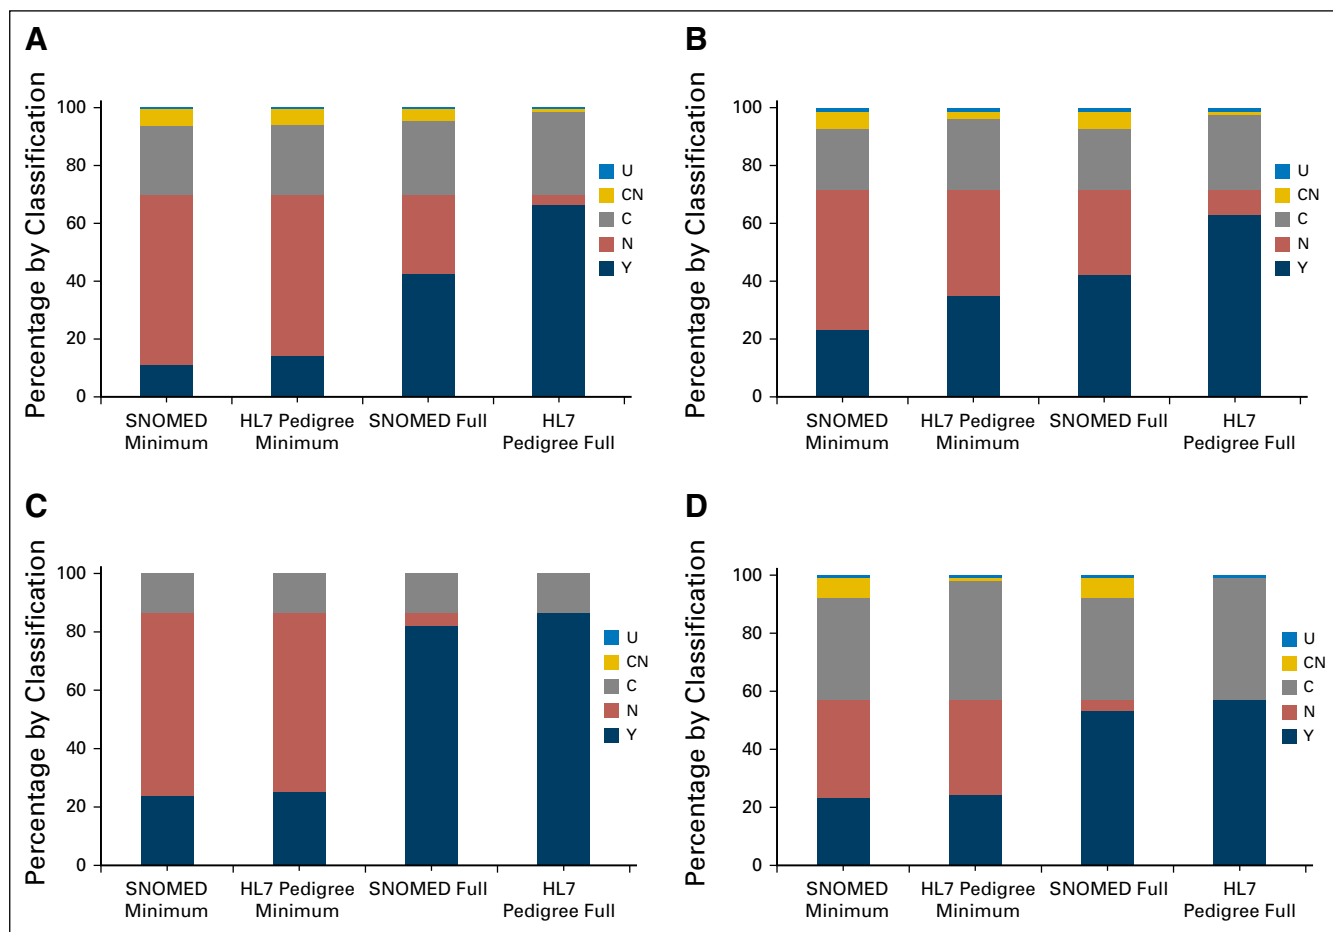 A
Percentage by Classification
100
80
60
40
20
0
SNOMED
Minimum
HL7 Pedigree
Minimum
SNOMED Full
HL7
Pedigree Full
U
CN
C
N
Y
B
Percentage by Classification
100
80
60
40
20
0
SNOMED
Minimum
HL7 Pedigree
Minimum
SNOMED Full
HL7
Pedigree Full
U
CN
C
N
Y
C
Percentage by Classification
100
80
60
40
20
0
SNOMED
Minimum
HL7 Pedigree
Minimum
SNOMED Full
HL7
Pedigree Full
U
CN
C
N
Y
D
Percentage by Classification
100
80
60
40
20
0
SNOMED
Minimum
HL7 Pedigree
Minimum
SNOMED Full
HL7
Pedigree Full
U
CN
C
N
Y